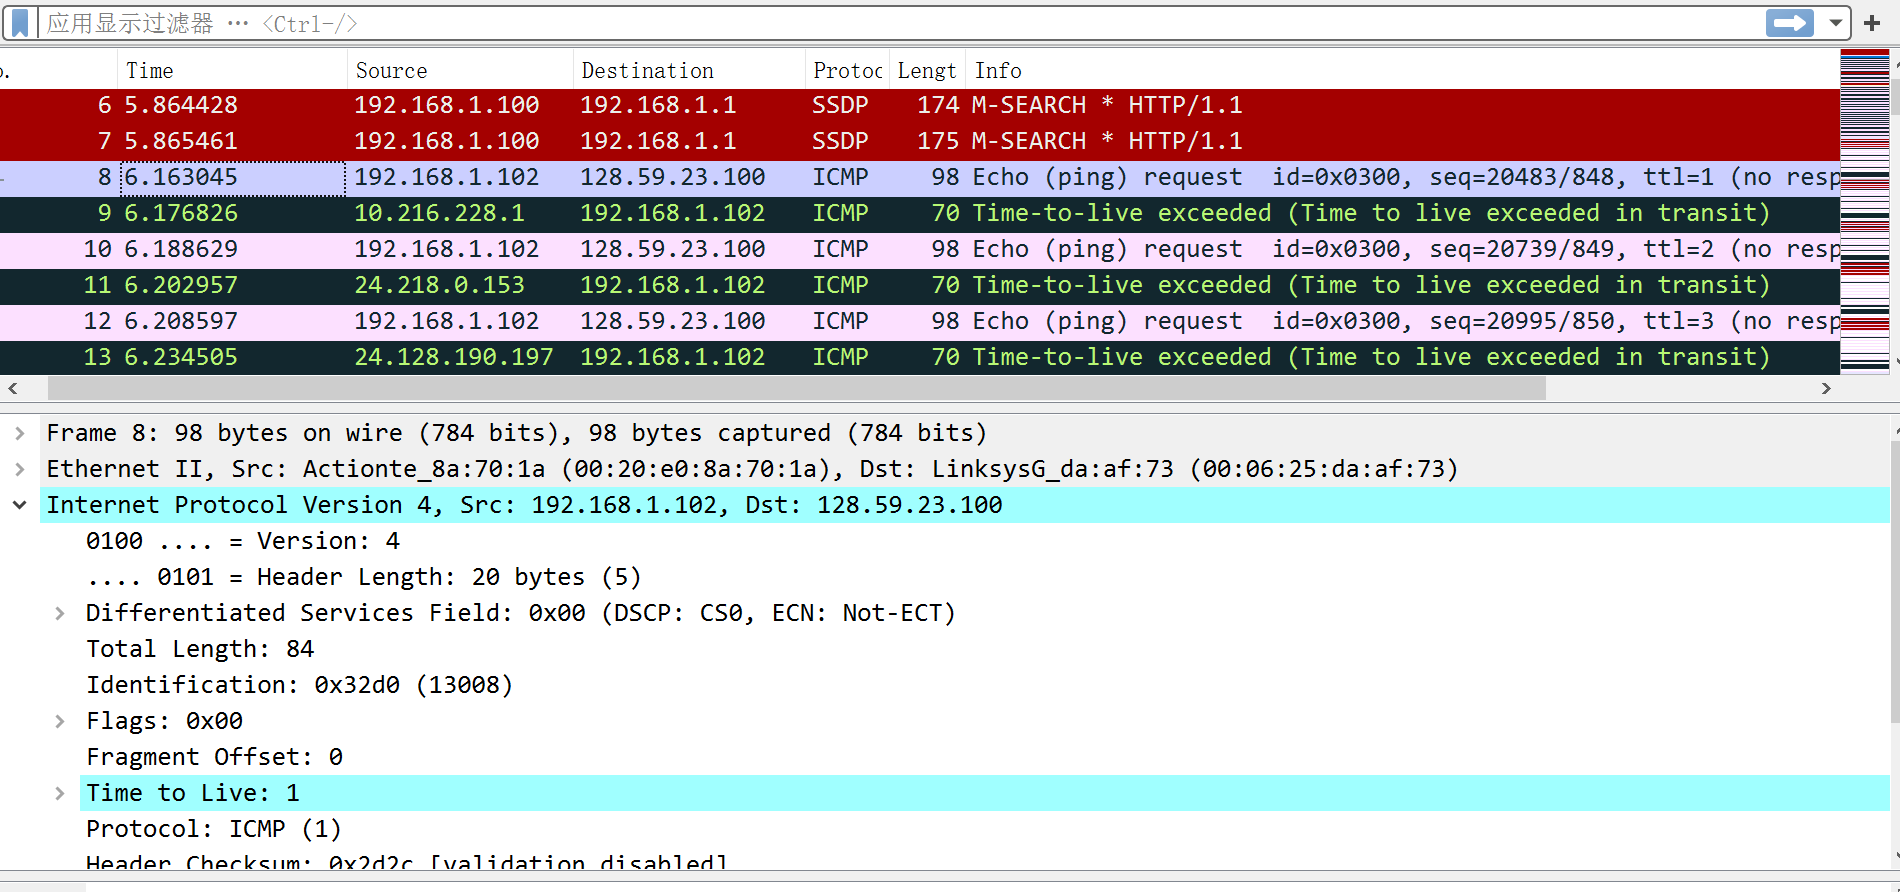 应用显示过滤器 … <Ctrl-/>
o. Time Source Destination Protoc Lengt Info
6 5.864428 192.168.1.100 192.168.1.1 SSDP 174 M-SEARCH * HTTP/1.1
7 5.865461 192.168.1.100 192.168.1.1 SSDP 175 M-SEARCH * HTTP/1.1
8 6.163045 192.168.1.102 128.59.23.100 ICMP 98 Echo (ping) request id=0x0300, seq=20483/848, ttl=1 (no resp
9 6.176826 10.216.228.1 192.168.1.102 ICMP 70 Time-to-live exceeded (Time to live exceeded in transit)
10 6.188629 192.168.1.102 128.59.23.100 ICMP 98 Echo (ping) request id=0x0300, seq=20739/849, ttl=2 (no resp
11 6.202957 24.218.0.153 192.168.1.102 ICMP 70 Time-to-live exceeded (Time to live exceeded in transit)
12 6.208597 192.168.1.102 128.59.23.100 ICMP 98 Echo (ping) request id=0x0300, seq=20995/850, ttl=3 (no resp
13 6.234505 24.128.190.197 192.168.1.102 ICMP 70 Time-to-live exceeded (Time to live exceeded in transit)
Frame 8: 98 bytes on wire (784 bits), 98 bytes captured (784 bits)
Ethernet II, Src: Actionte_8a:70:1a (00:20:e0:8a:70:1a), Dst: LinksysG_da:af:73 (00:06:25:da:af:73)
Internet Protocol Version 4, Src: 192.168.1.102, Dst: 128.59.23.100
0100 .... = Version: 4
.... 0101 = Header Length: 20 bytes (5)
Differentiated Services Field: 0x00 (DSCP: CS0, ECN: Not-ECT)
Total Length: 84
Identification: 0x32d0 (13008)
Flags: 0x00
Fragment Offset: 0
Time to Live: 1
Protocol: ICMP (1)
Header Checksum: 0x2d2c [validation disabled]